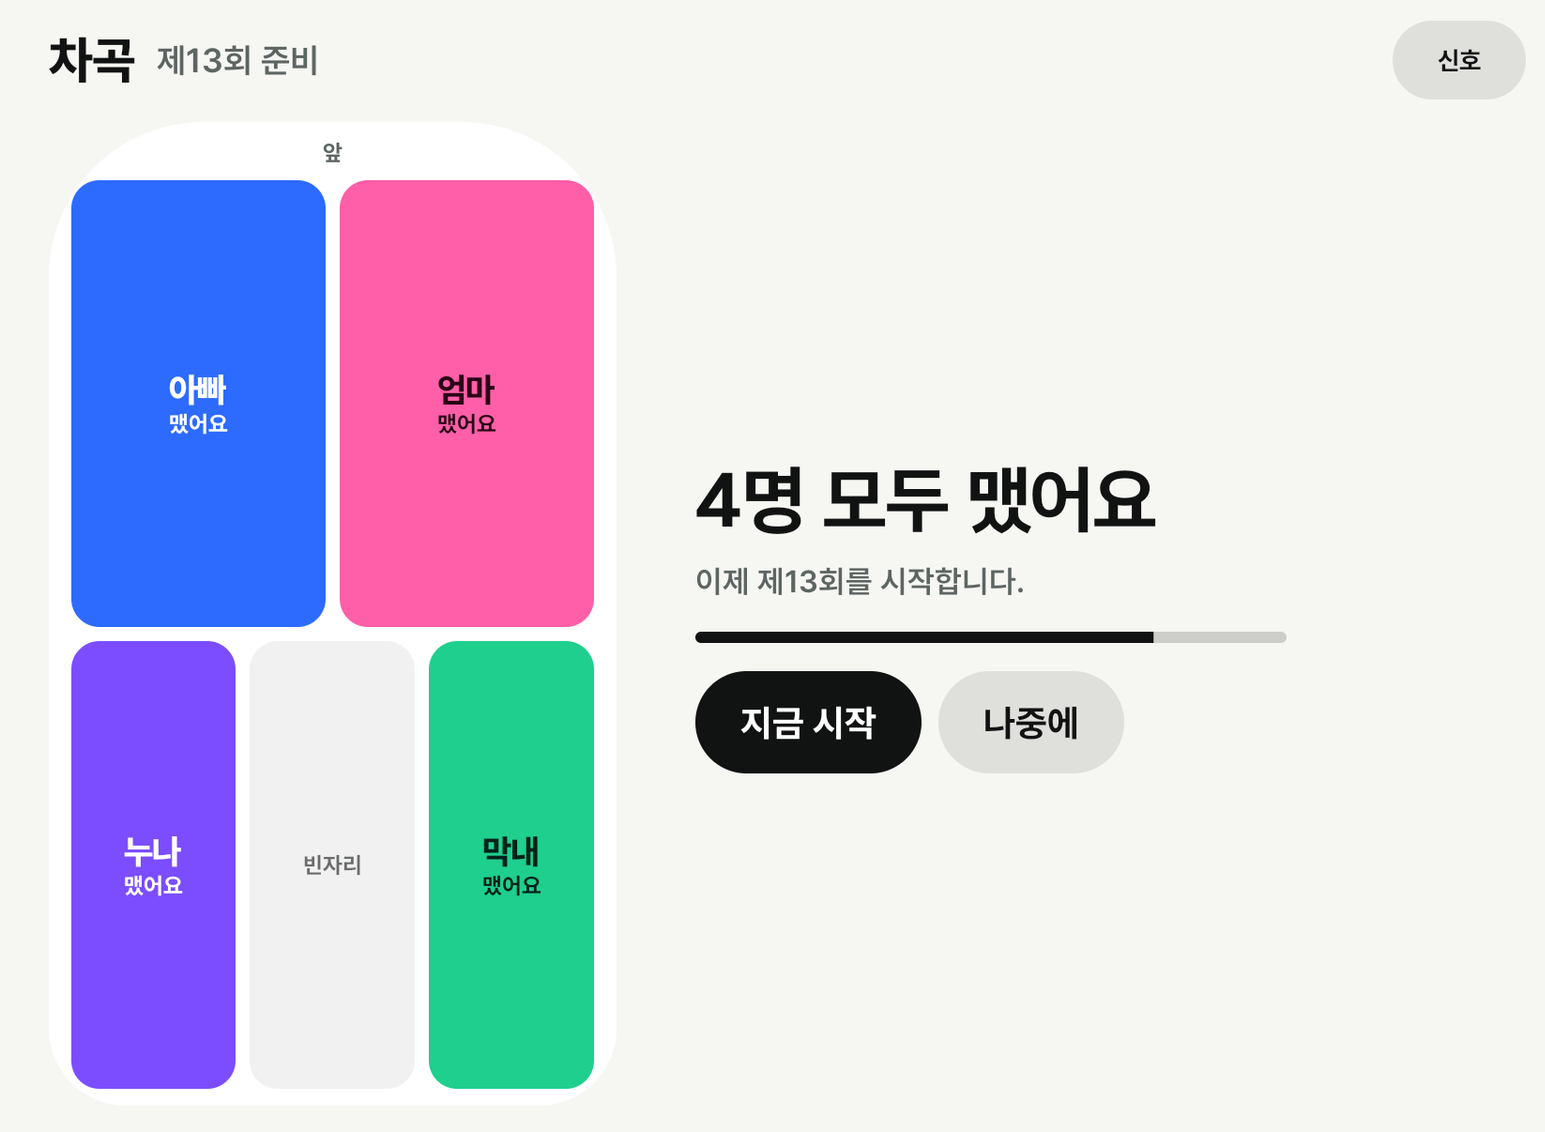 차곡 제13회 준비
신호
앞
아빠
맸어요
엄마
맸어요
누나
맸어요
빈자리
막내
맸어요
4명 모두 맸어요
이제 제13회를 시작합니다.
지금 시작
나중에